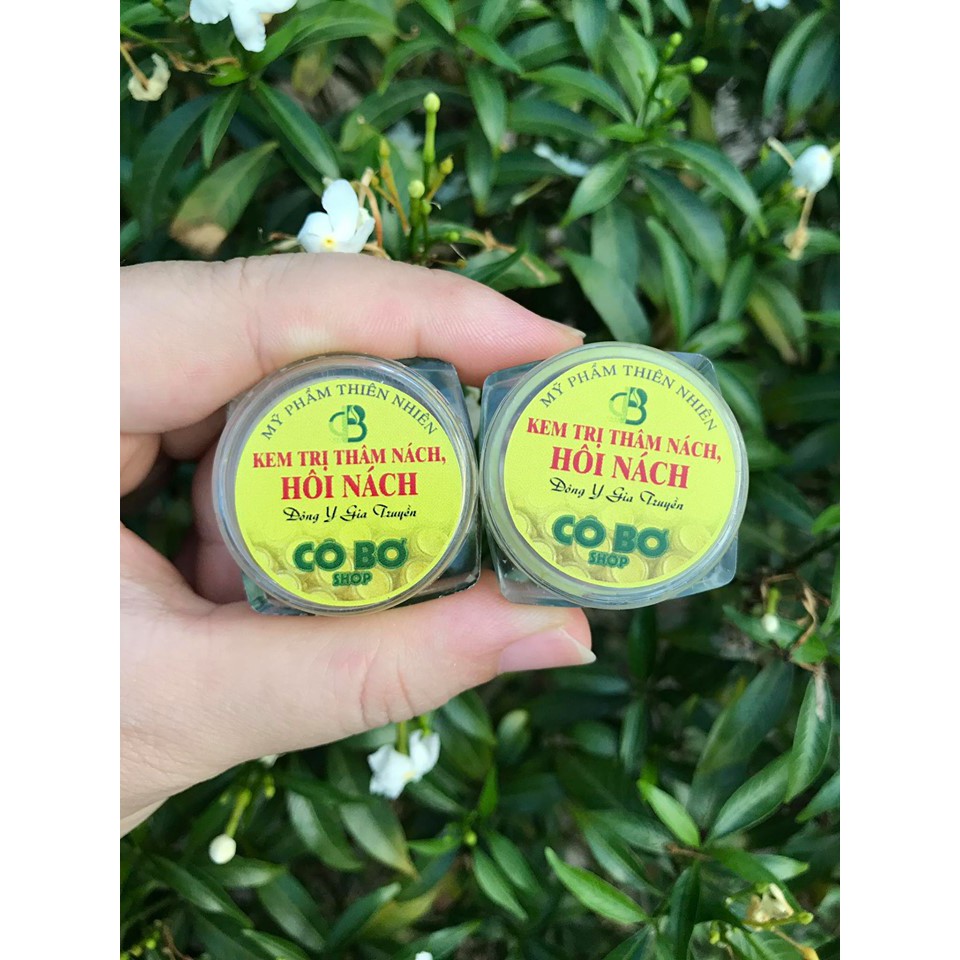 MỸ PHẨM THIÊN NHIÊN
CB
KEM TRỊ THÂM NÁCH,
HÔI NÁCH
Đông Y Gia Truyền
CÔ BƠ
SHOP
MỸ PHẨM THIÊN NHIÊN
CB
KEM TRỊ THÂM NÁCH,
HÔI NÁCH
Đông Y Gia Truyền
CÔ BƠ
SHOP